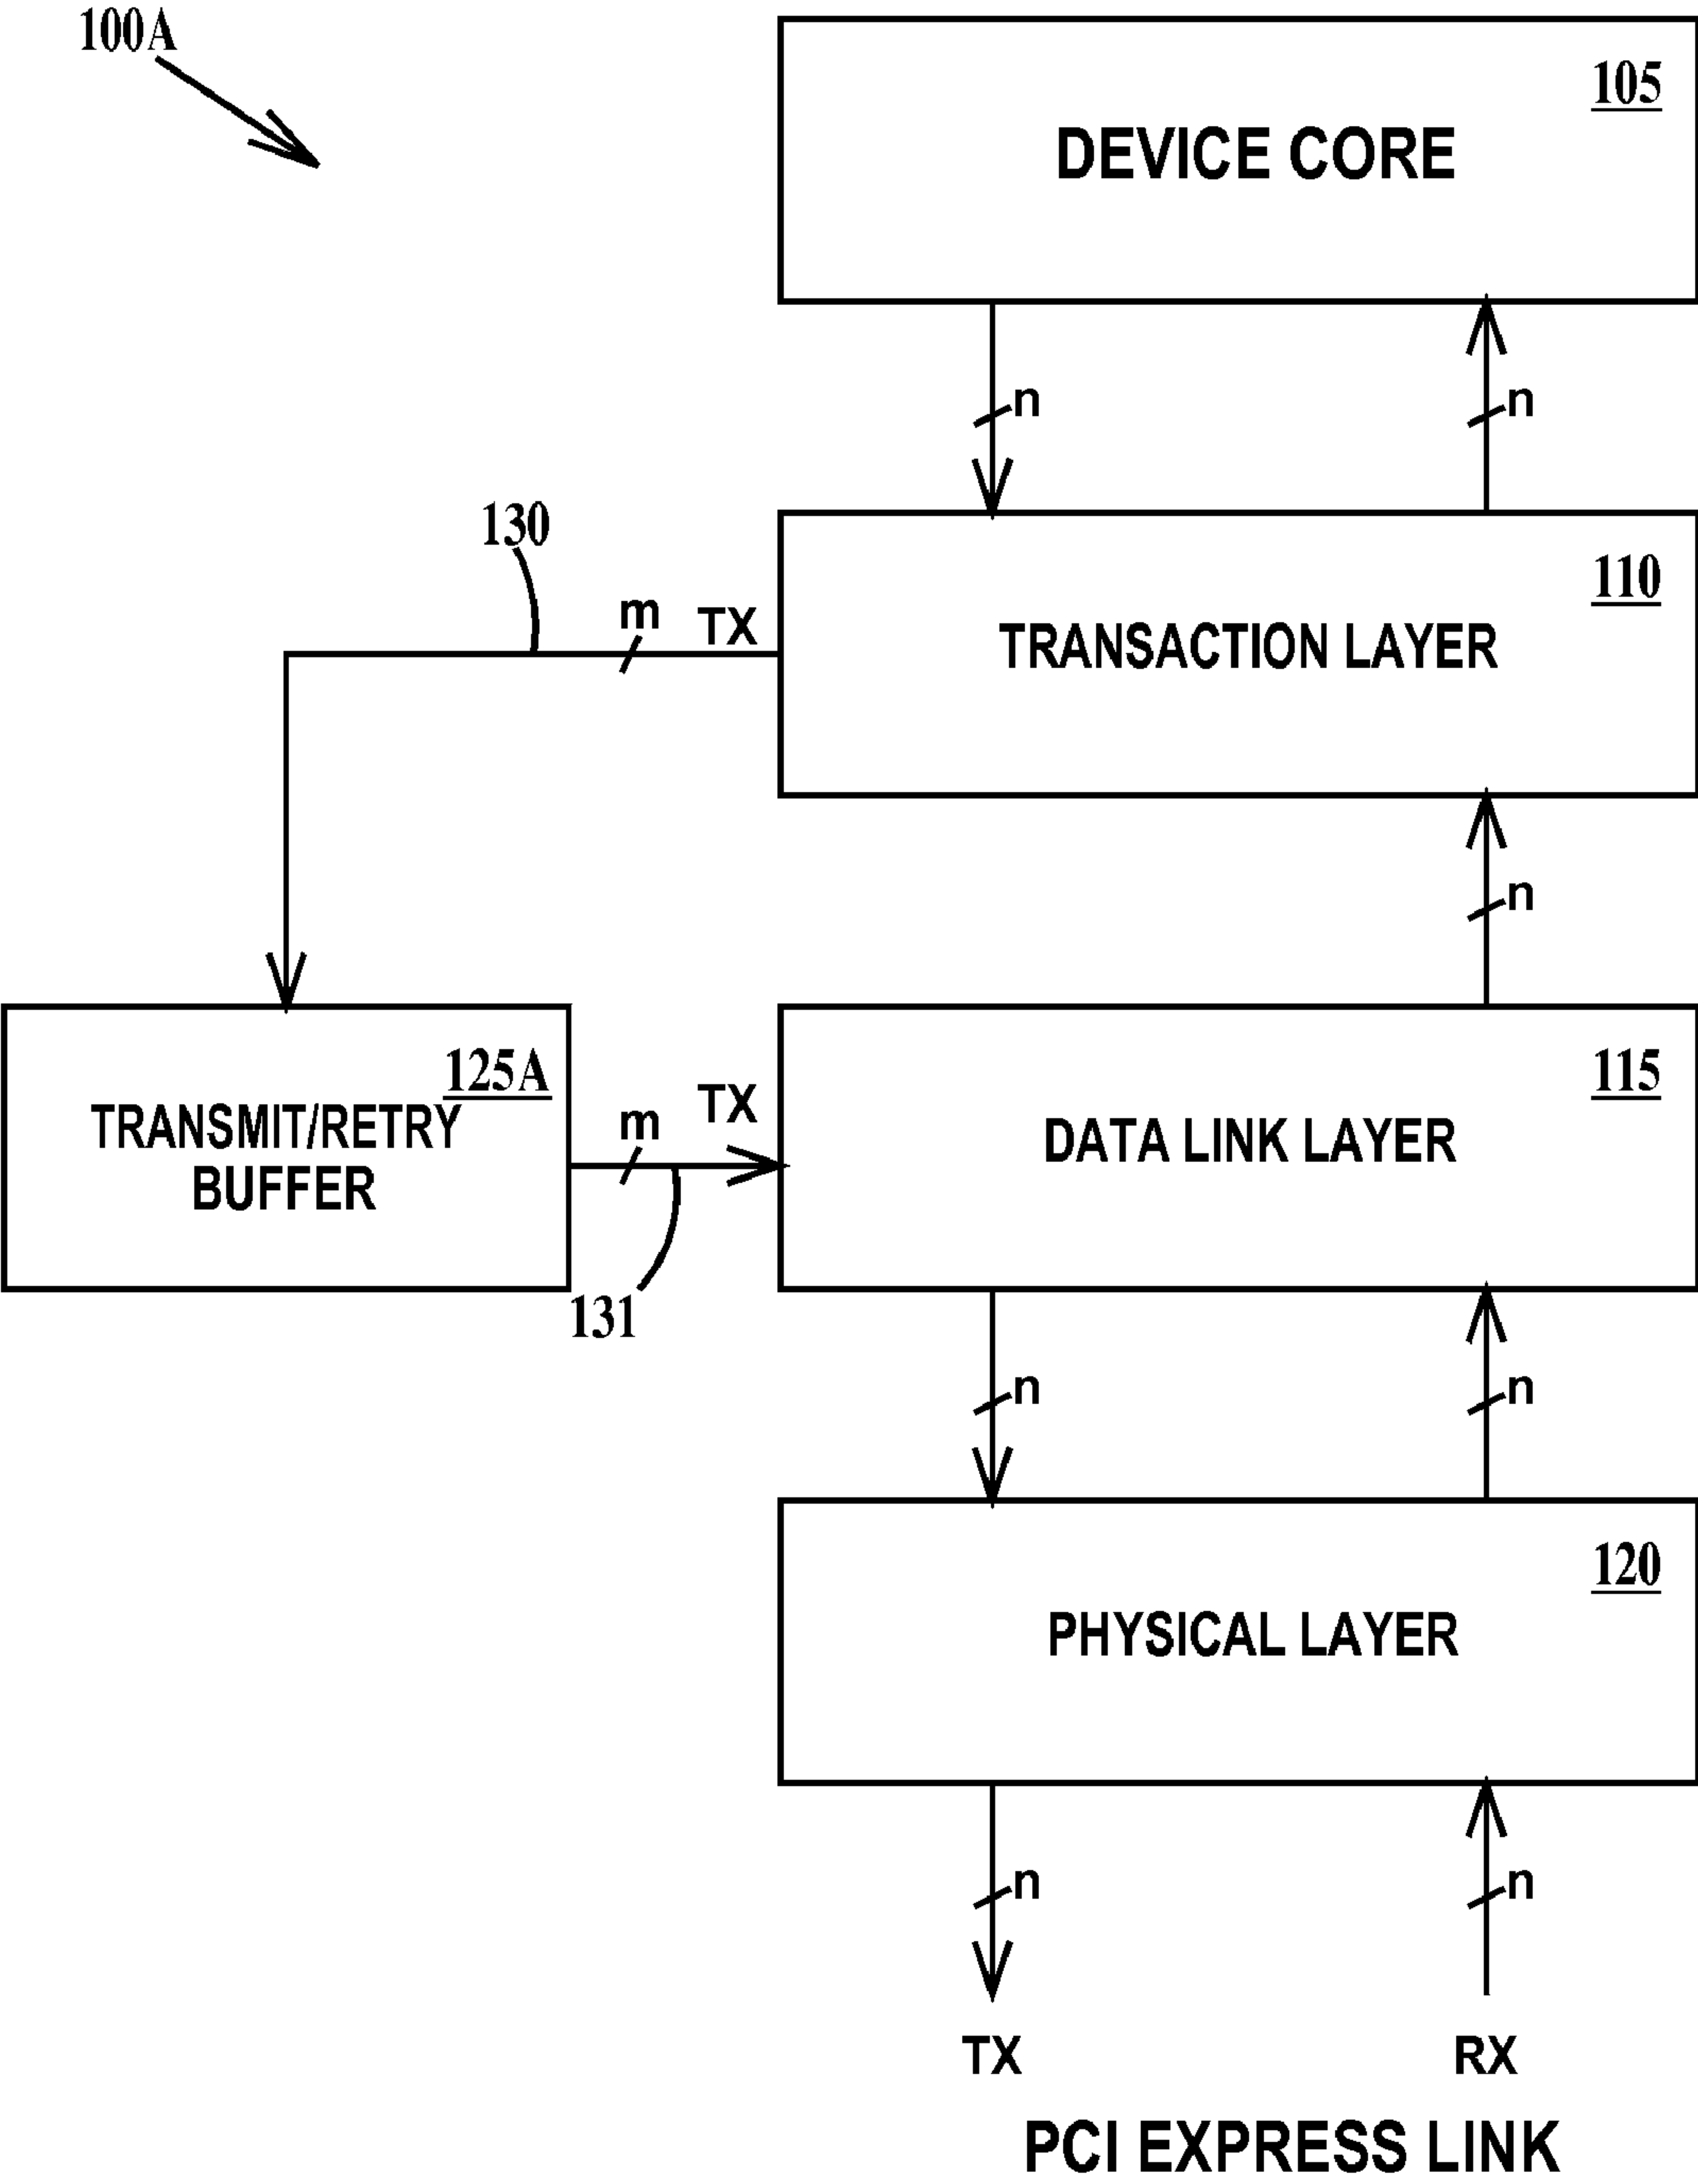 100A
105
DEVICE CORE
n
n
130
m
TX
110
TRANSACTION LAYER
n
125A
TRANSMIT/RETRY
BUFFER
m
TX
131
115
DATA LINK LAYER
n
n
120
PHYSICAL LAYER
n
n
TX
RX
PCI EXPRESS LINK